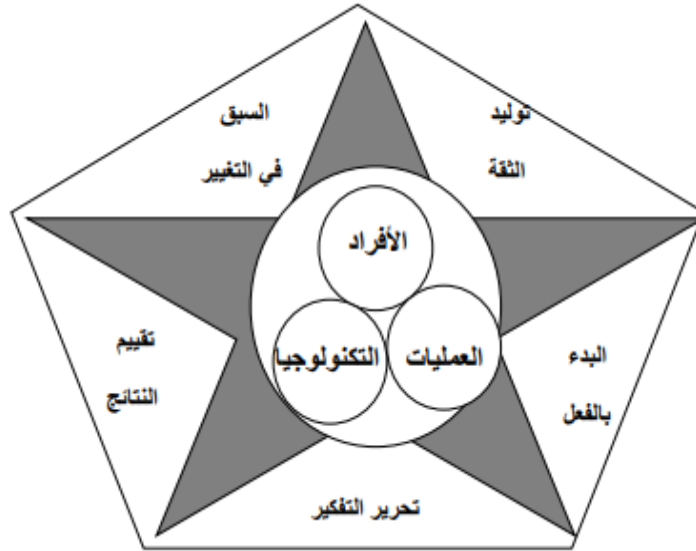 توليد
الثقة
السبق
في التغيير
الأفراد
العمليات
التكنولوجيا
البدء
بالفعل
تقييم
النتائج
تحرير التفكير